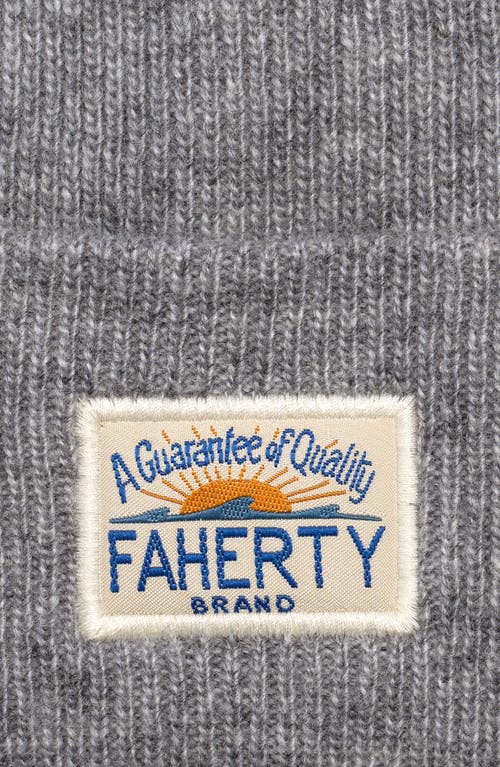 A Guarantee of Quality
FAHERTY
BRAND